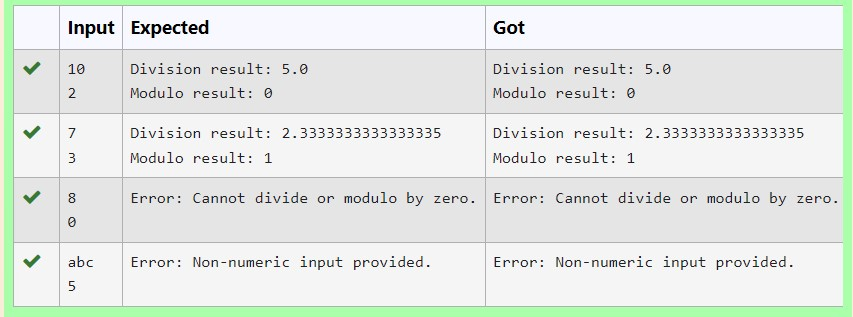 Input Expected Got
10 Division result: 5.0 Division result: 5.0
2 Modulo result: 0 Modulo result: 0
7 Division result: 2.3333333333333335 Division result: 2.3333333333333335
3 Modulo result: 1 Modulo result: 1
8 Error: Cannot divide or modulo by zero. Error: Cannot divide or modulo by zero.
0
abc Error: Non-numeric input provided. Error: Non-numeric input provided.
5